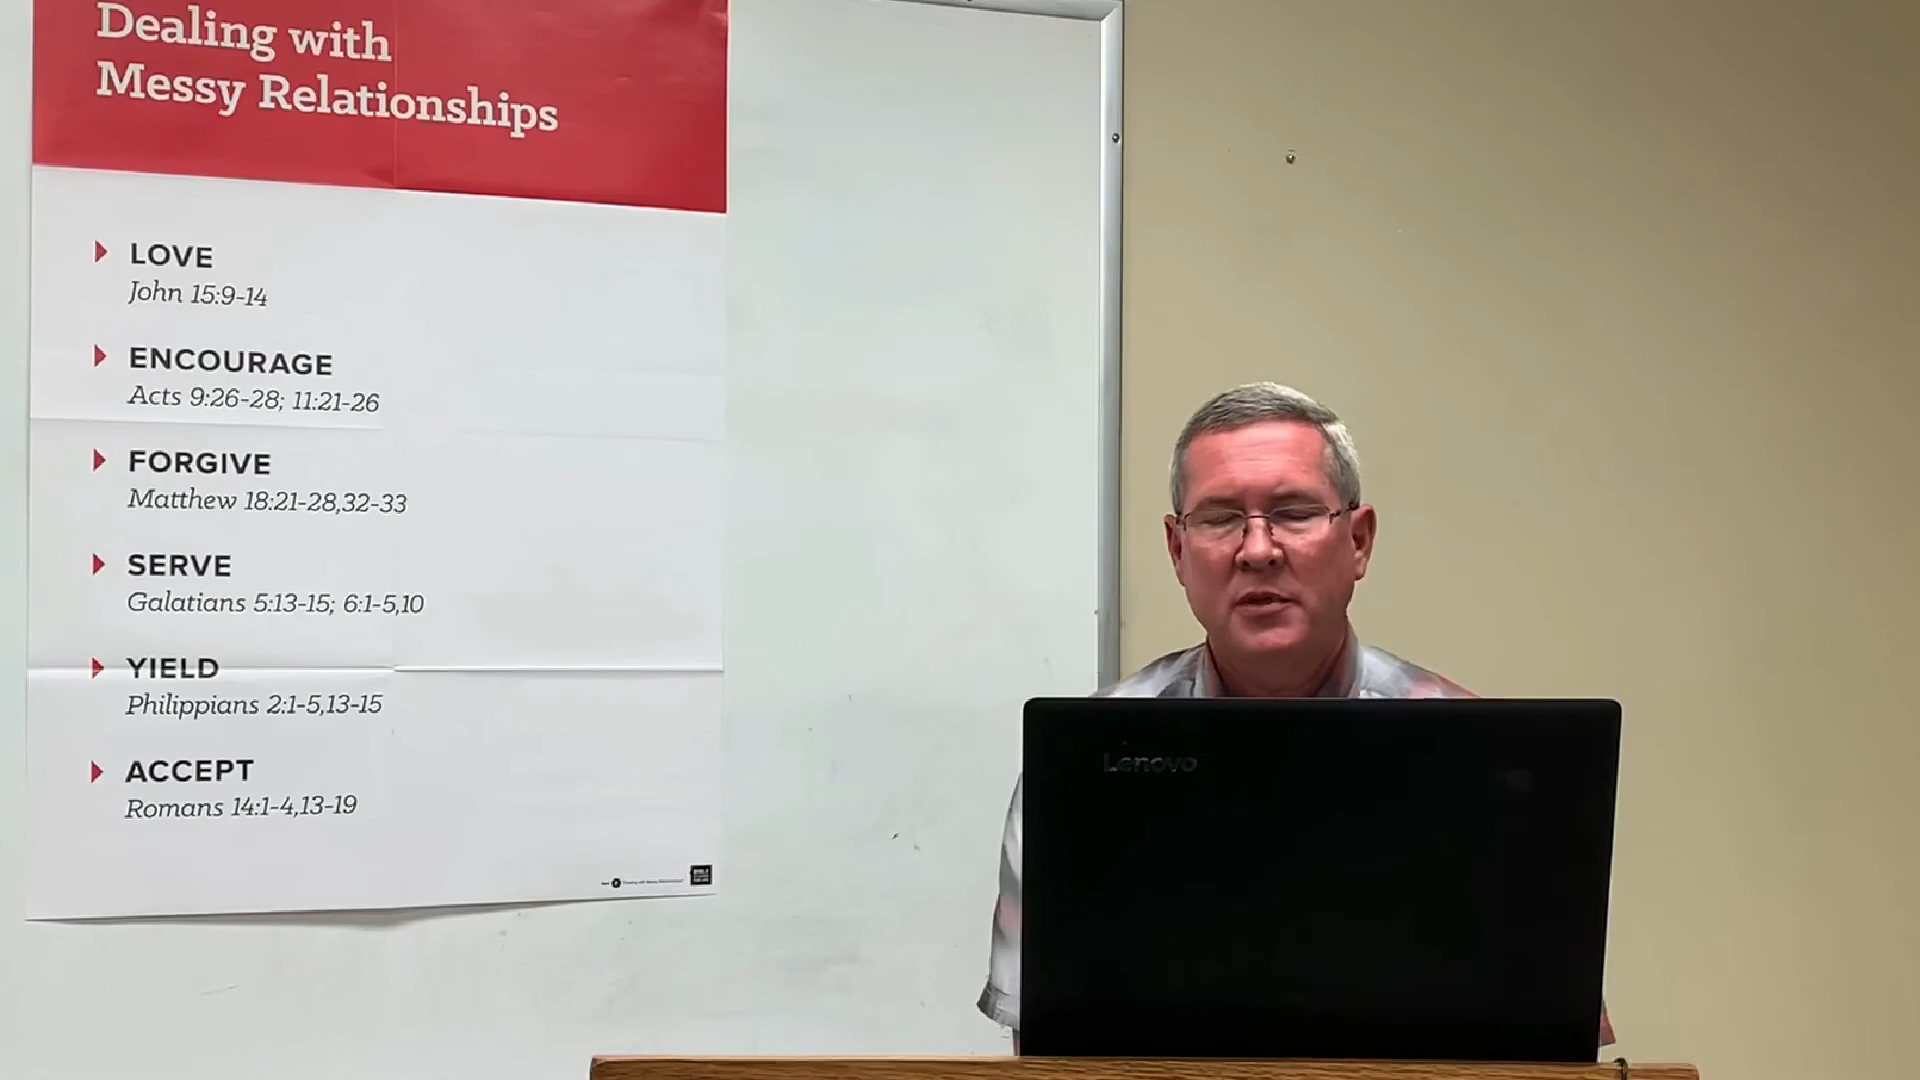 Dealing with
Messy Relationships
LOVE
John 15:9-14
ENCOURAGE
Acts 9:26-28; 11:21-26
FORGIVE
Matthew 18:21-28,32-33
SERVE
Galatians 5:13-15; 6:1-5,10
YIELD
Philippians 2:1-5,13-15
ACCEPT
Romans 14:1-4,13-19
Lenovo